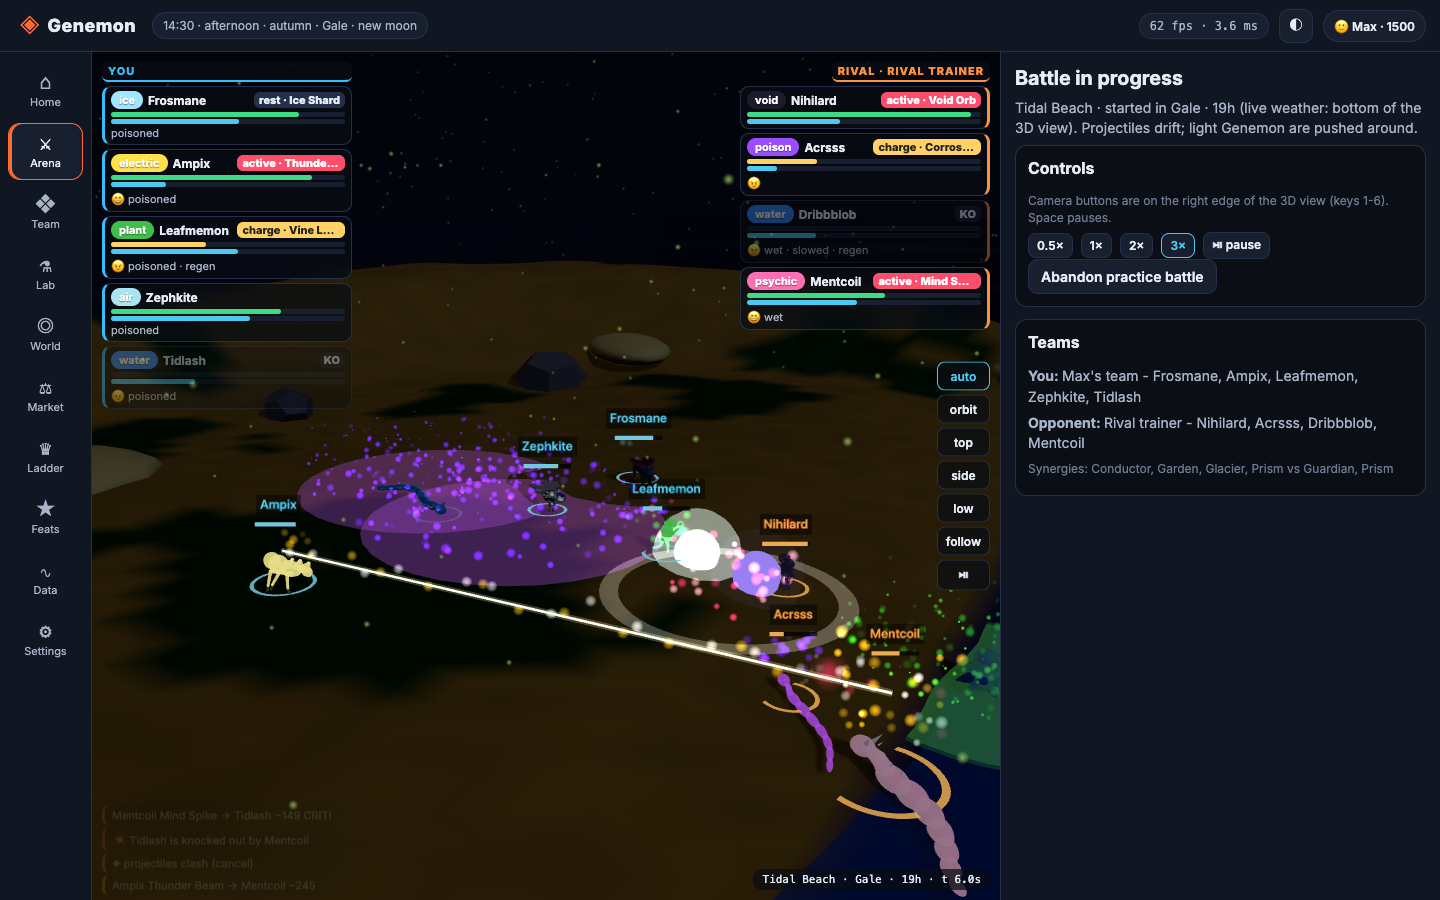 Genemon
14:30 · afternoon · autumn · Gale · new moon
62 fps · 3.6 ms
Max · 1500
Home
Arena
Team
Lab
World
Market
Ladder
Feats
Data
Settings
YOU
ice Frosmane rest · Ice Shard
poisoned
electric Ampix active · Thunde...
poisoned
plant Leafmemon charge · Vine L...
poisoned · regen
air Zephkite
poisoned
water Tidlash KO
poisoned
RIVAL · RIVAL TRAINER
void Nihilard active · Void Orb
poison Acrsss charge · Corros...
water Dribbblob KO
wet · slowed · regen
psychic Mentcoil active · Mind S...
wet
auto
orbit
top
side
low
follow
Frosmane
Zephkite
Leafmemon
Ampix
Nihilard
Acrsss
Mentcoil
Mentcoil Mind Spike → Tidlash −149 CRIT!
Tidlash is knocked out by Mentcoil
projectiles clash (cancel)
Ampix Thunder Beam → Mentcoil −245
Tidal Beach · Gale · 19h · t 6.0s
Battle in progress
Tidal Beach · started in Gale · 19h (live weather: bottom of the
3D view). Projectiles drift; light Genemon are pushed around.
Controls
Camera buttons are on the right edge of the 3D view (keys 1-6).
Space pauses.
0.5× 1× 2× 3× pause
Abandon practice battle
Teams
You: Max's team - Frosmane, Ampix, Leafmemon,
Zephkite, Tidlash
Opponent: Rival trainer - Nihilard, Acrsss, Dribbblob,
Mentcoil
Synergies: Conductor, Garden, Glacier, Prism vs Guardian, Prism